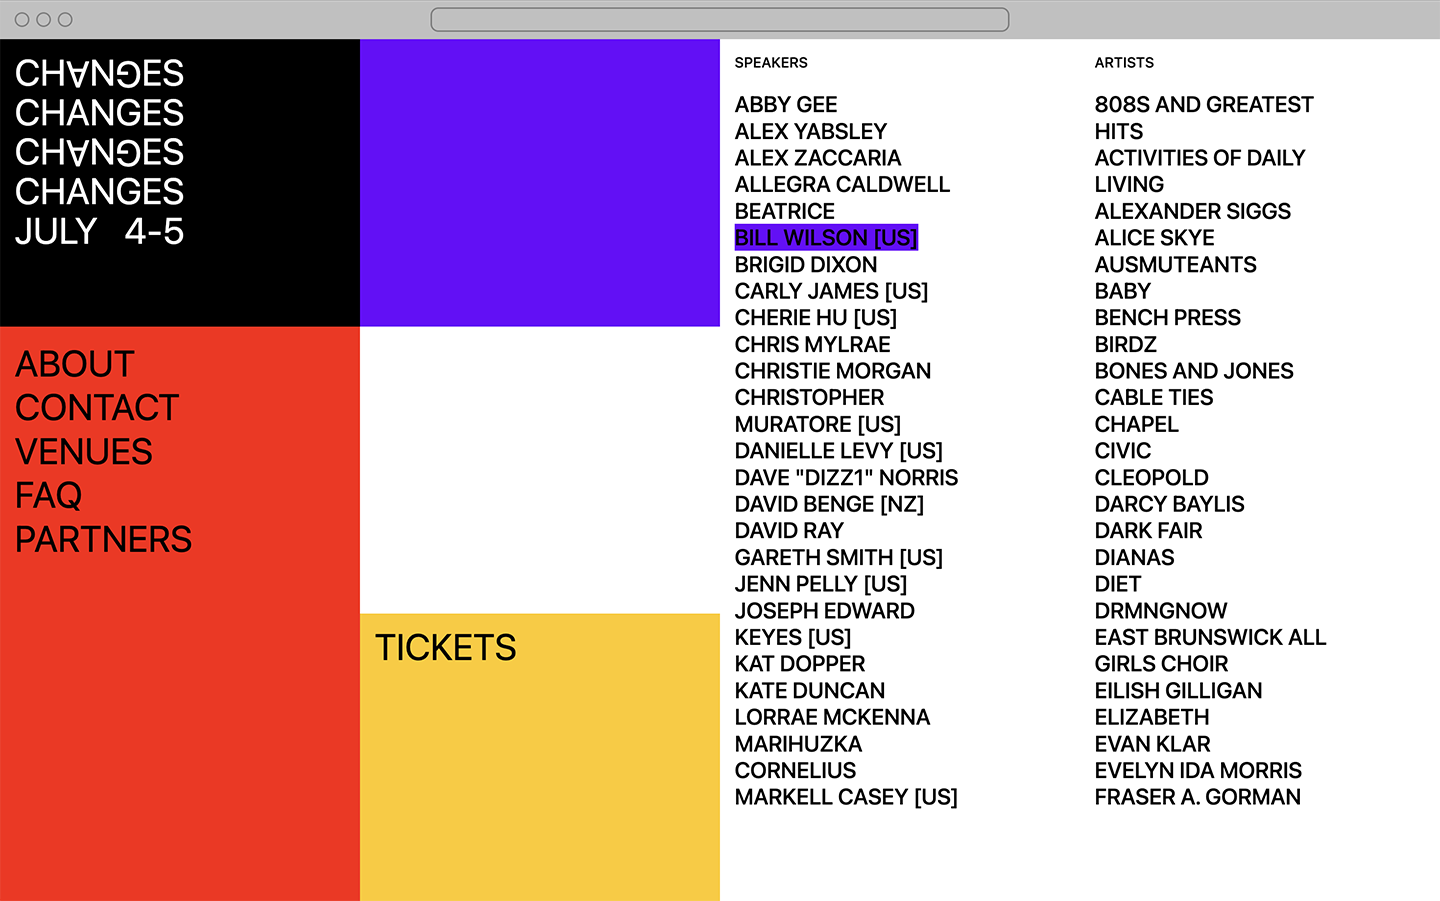 CH∀NƏES
CHANGES
CH∀NƏES
CHANGES
JULY 4-5
ABOUT
CONTACT
VENUES
FAQ
PARTNERS
TICKETS
SPEAKERS
ABBY GEE
ALEX YABSLEY
ALEX ZACCARIA
ALLEGRA CALDWELL
BEATRICE
BILL WILSON [US]
BRIGID DIXON
CARLY JAMES [US]
CHERIE HU [US]
CHRIS MYLRAE
CHRISTIE MORGAN
CHRISTOPHER
MURATORE [US]
DANIELLE LEVY [US]
DAVE "DIZZ1" NORRIS
DAVID BENGE [NZ]
DAVID RAY
GARETH SMITH [US]
JENN PELLY [US]
JOSEPH EDWARD
KEYES [US]
KAT DOPPER
KATE DUNCAN
LORRAE MCKENNA
MARIHUZKA
CORNELIUS
MARKELL CASEY [US]
ARTISTS
808S AND GREATEST
HITS
ACTIVITIES OF DAILY
LIVING
ALEXANDER SIGGS
ALICE SKYE
AUSMUTEANTS
BABY
BENCH PRESS
BIRDZ
BONES AND JONES
CABLE TIES
CHAPEL
CIVIC
CLEOPOLD
DARCY BAYLIS
DARK FAIR
DIANAS
DIET
DRMNGNOW
EAST BRUNSWICK ALL
GIRLS CHOIR
EILISH GILLIGAN
ELIZABETH
EVAN KLAR
EVELYN IDA MORRIS
FRASER A. GORMAN